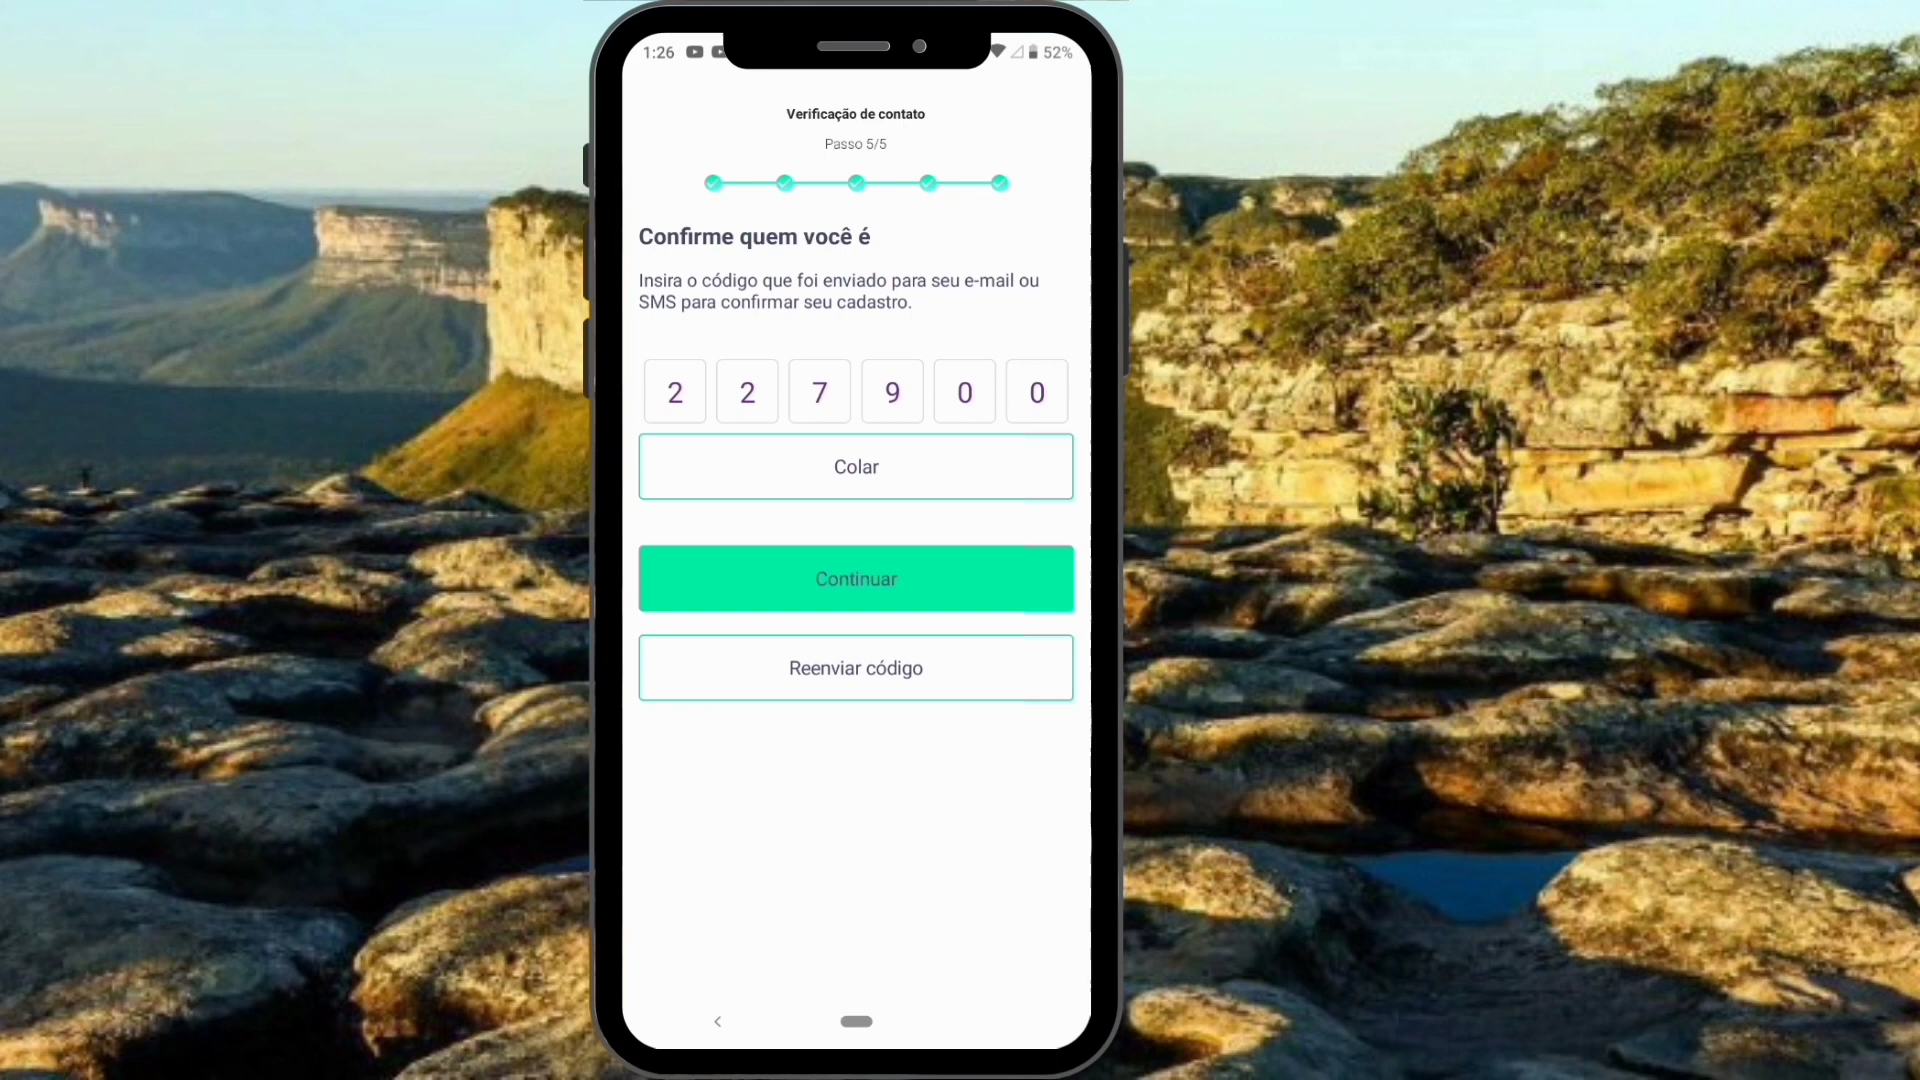 1:26
52%
Verificação de contato
Passo 5/5
Confirme quem você é
Insira o código que foi enviado para seu e-mail ou
SMS para confirmar seu cadastro.
2 2 7 9 0 0
Colar
Continuar
Reenviar código